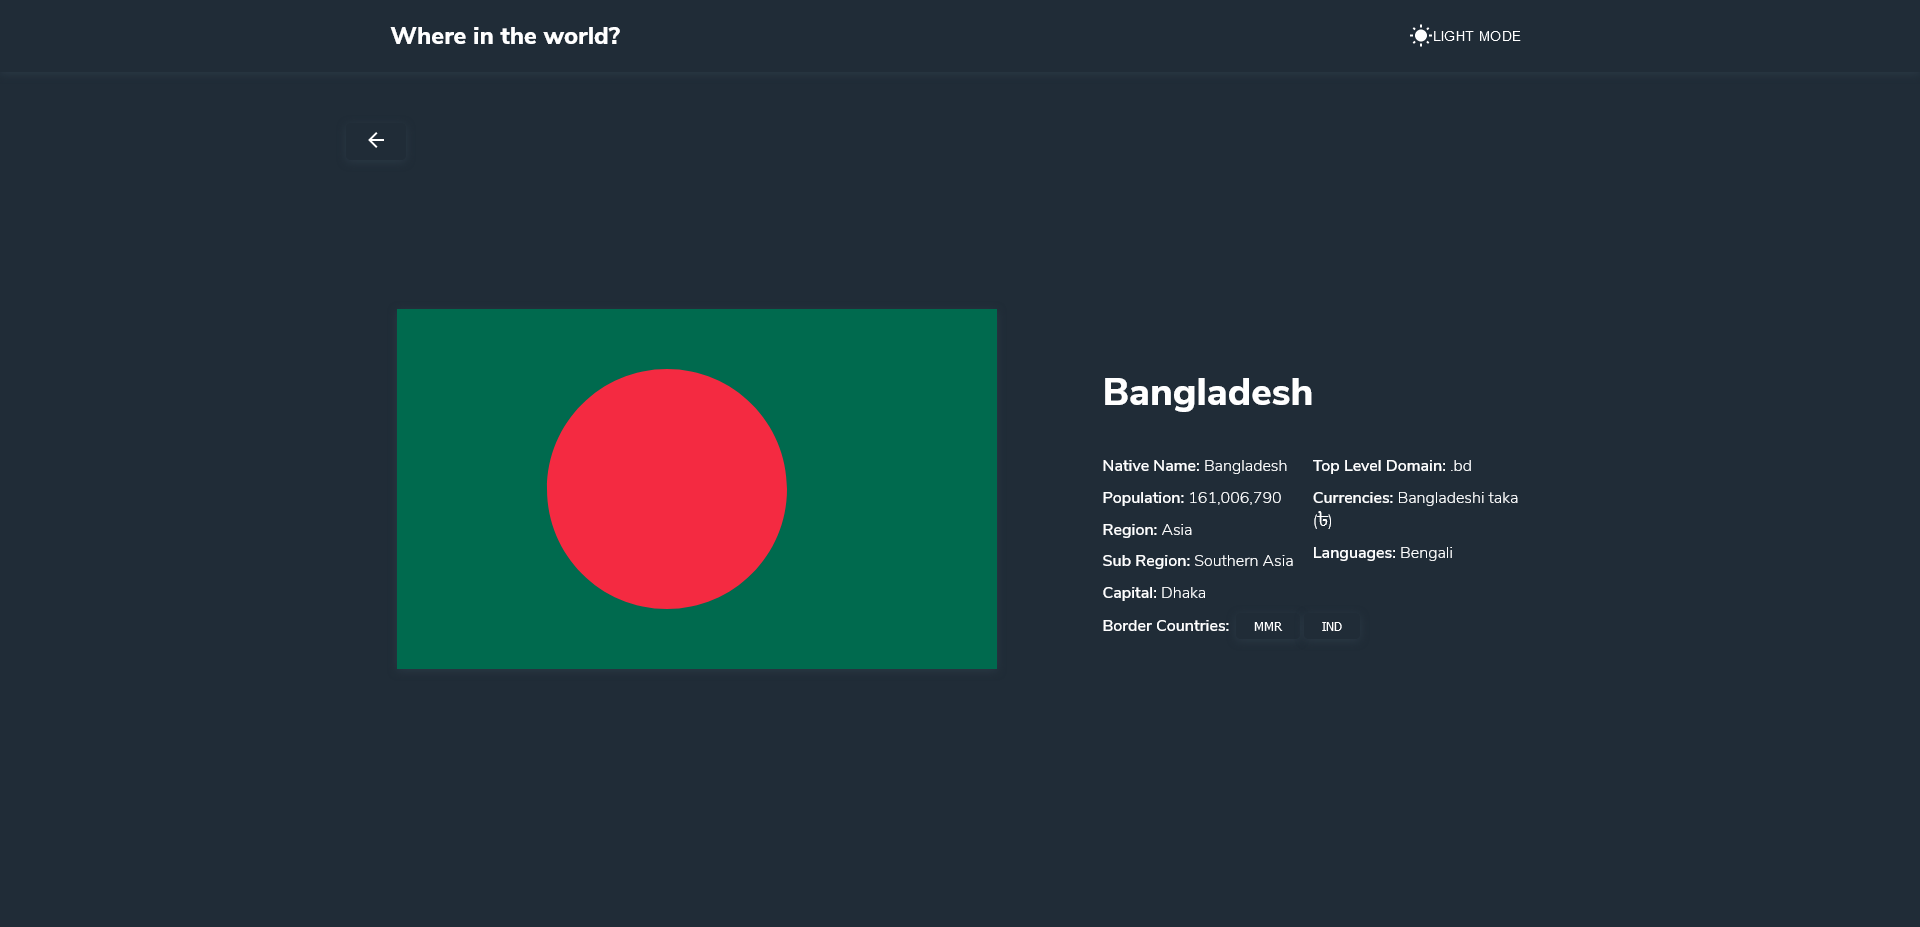 Where in the world?
LIGHT MODE
Bangladesh
Native Name: Bangladesh
Population: 161,006,790
Region: Asia
Sub Region: Southern Asia
Capital: Dhaka
Top Level Domain: .bd
Currencies: Bangladeshi taka
(৳)
Languages: Bengali
Border Countries: MMR IND